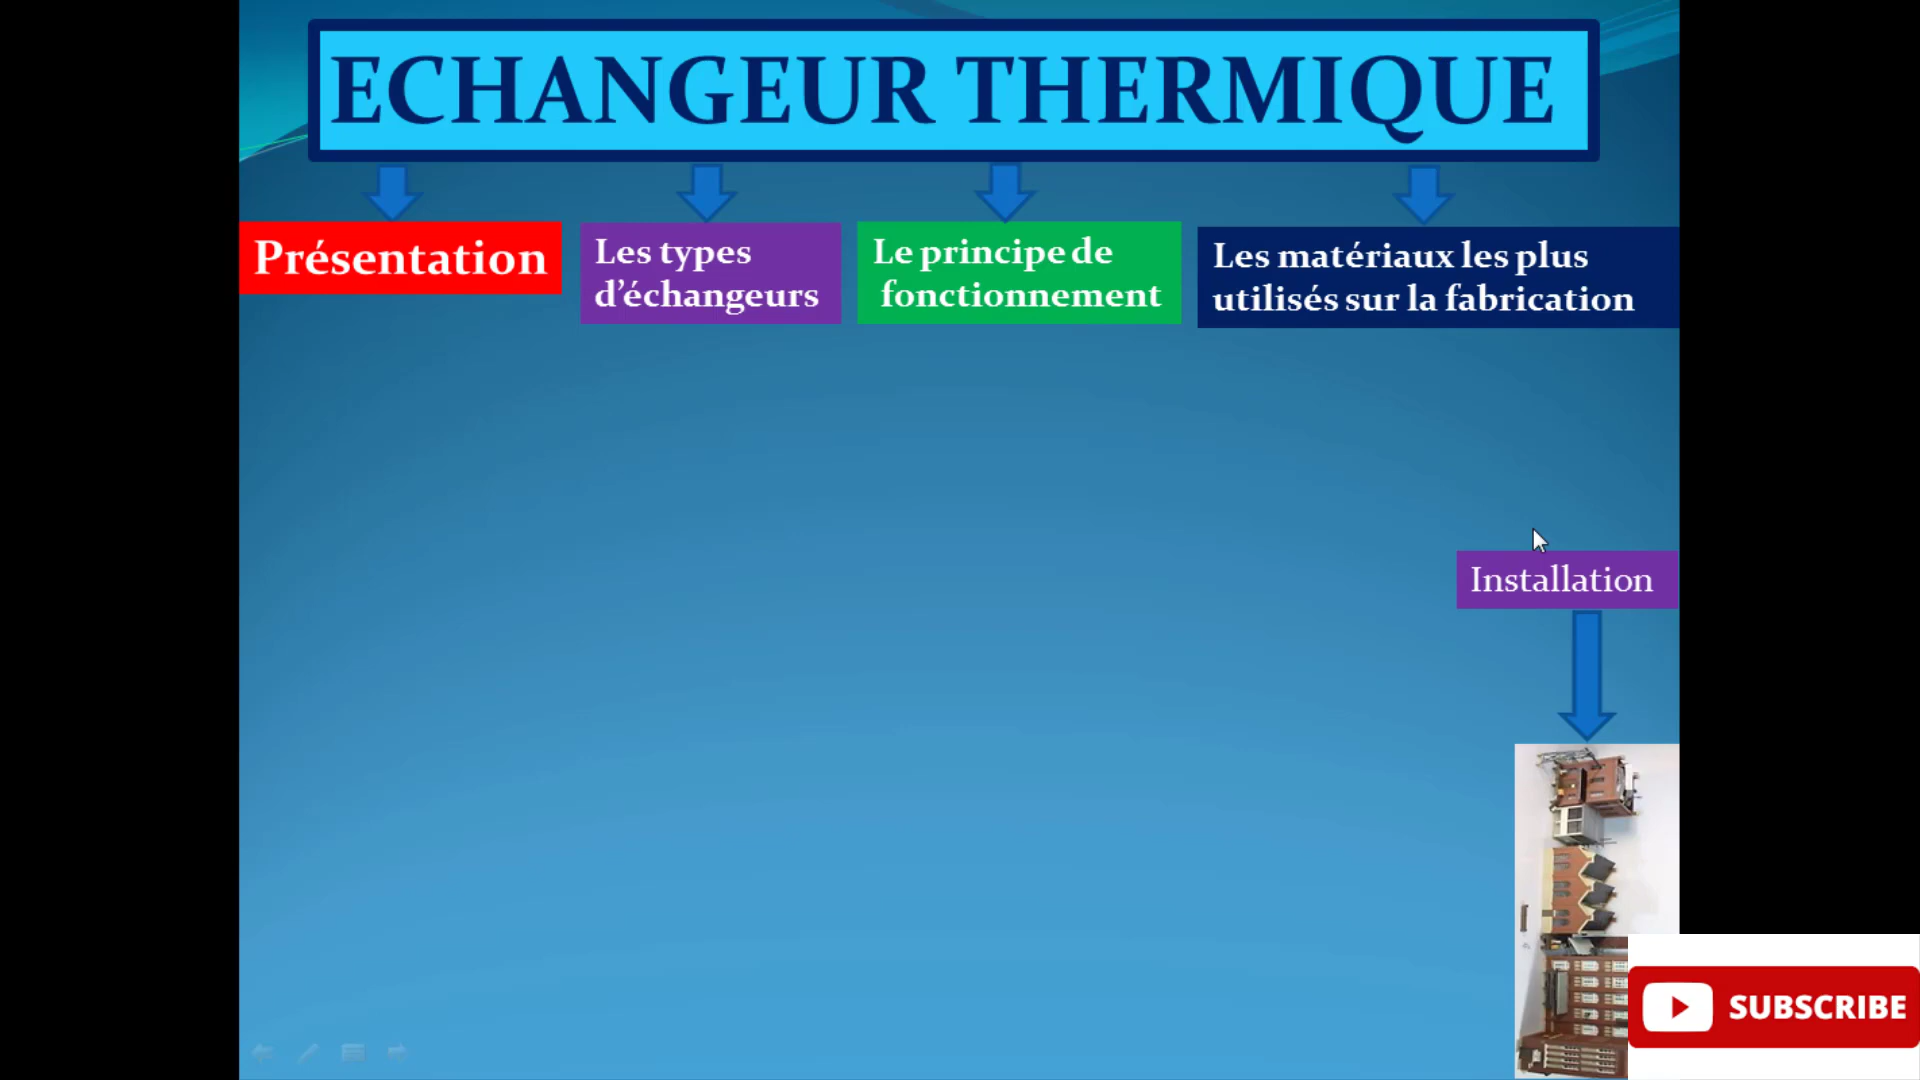 ECHANGEUR THERMIQUE
Présentation
Les types
d’échangeurs
Le principe de
fonctionnement
Les matériaux les plus
utilisés sur la fabrication
Installation
SUBSCRIBE